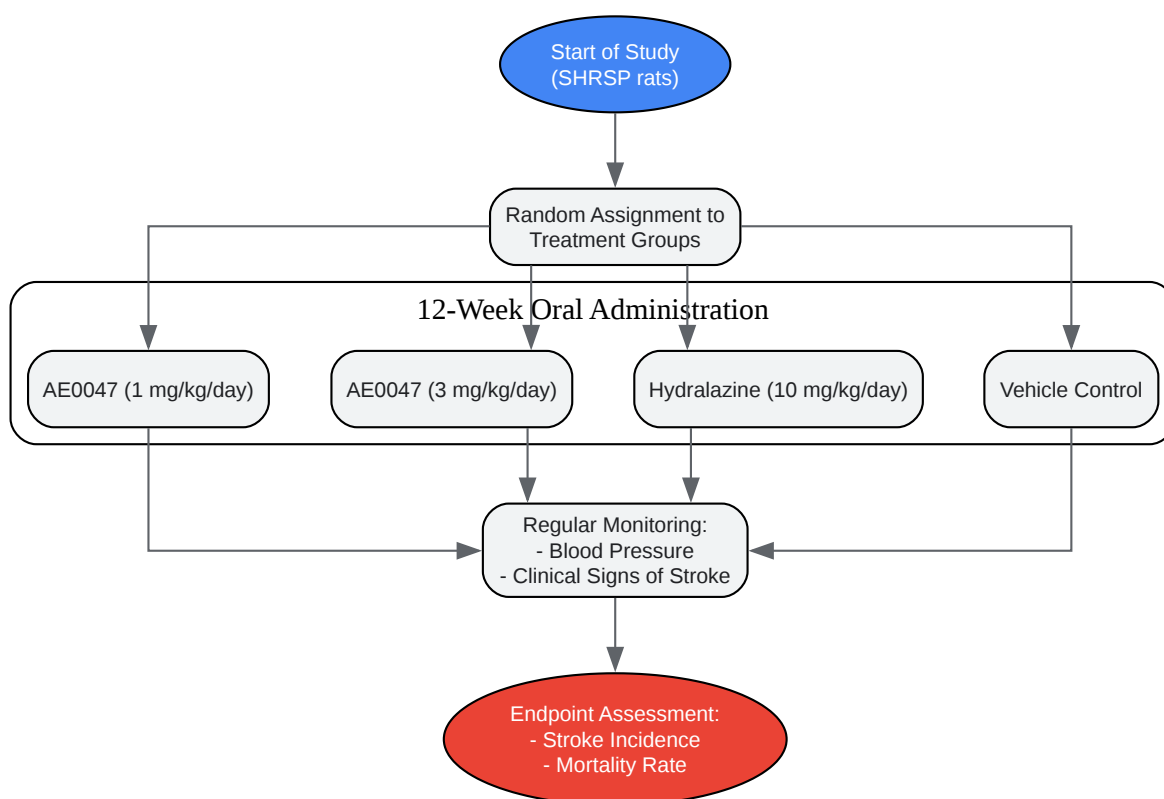 Start of Study
(SHRSP rats)
Random Assignment to
Treatment Groups
12-Week Oral Administration
AE0047 (1 mg/kg/day)
AE0047 (3 mg/kg/day)
Hydralazine (10 mg/kg/day)
Vehicle Control
Regular Monitoring:
- Blood Pressure
- Clinical Signs of Stroke
Endpoint Assessment:
- Stroke Incidence
- Mortality Rate